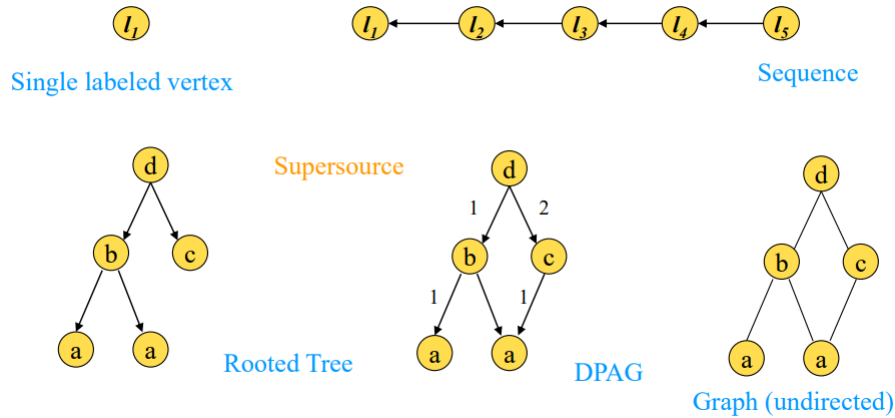 l1
l1 l2 l3 l4 l5
Single labeled vertex
Sequence
d
Supersource
d
d
1 2
b c
b c
b c
1 1
a a
a a
a a
Rooted Tree
DPAG
Graph (undirected)